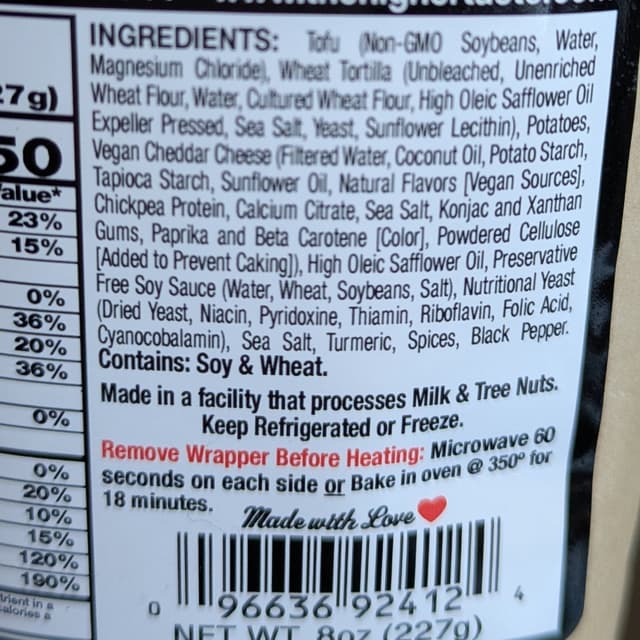 INGREDIENTS: Tofu (Non-GMO Soybeans, Water,
Magnesium Chloride), Wheat Tortilla (Unbleached, Unenriched
Wheat Flour, Water, Cultured Wheat Flour, High Oleic Safflower Oil
Expeller Pressed, Sea Salt, Yeast, Sunflower Lecithin), Potatoes,
Vegan Cheddar Cheese (Filtered Water, Coconut Oil, Potato Starch,
Tapioca Starch, Sunflower Oil, Natural Flavors [Vegan Sources],
Chickpea Protein, Calcium Citrate, Sea Salt, Konjac and Xanthan
Gums, Paprika and Beta Carotene [Color], Powdered Cellulose
[Added to Prevent Caking]), High Oleic Safflower Oil, Preservative
Free Soy Sauce (Water, Wheat, Soybeans, Salt), Nutritional Yeast
(Dried Yeast, Niacin, Pyridoxine, Thiamin, Riboflavin, Folic Acid,
Cyanocobalamin), Sea Salt, Turmeric, Spices, Black Pepper.
Contains: Soy & Wheat.
Made in a facility that processes Milk & Tree Nuts.
Keep Refrigerated or Freeze.
Remove Wrapper Before Heating: Microwave 60
seconds on each side or Bake in oven @ 350° for
18 minutes.
Made with Love
0 96636 92412 4
NET WT 8oz (227g)
27g)
50
Value*
23%
15%
0%
36%
20%
36%
0%
0%
20%
10%
15%
120%
190%